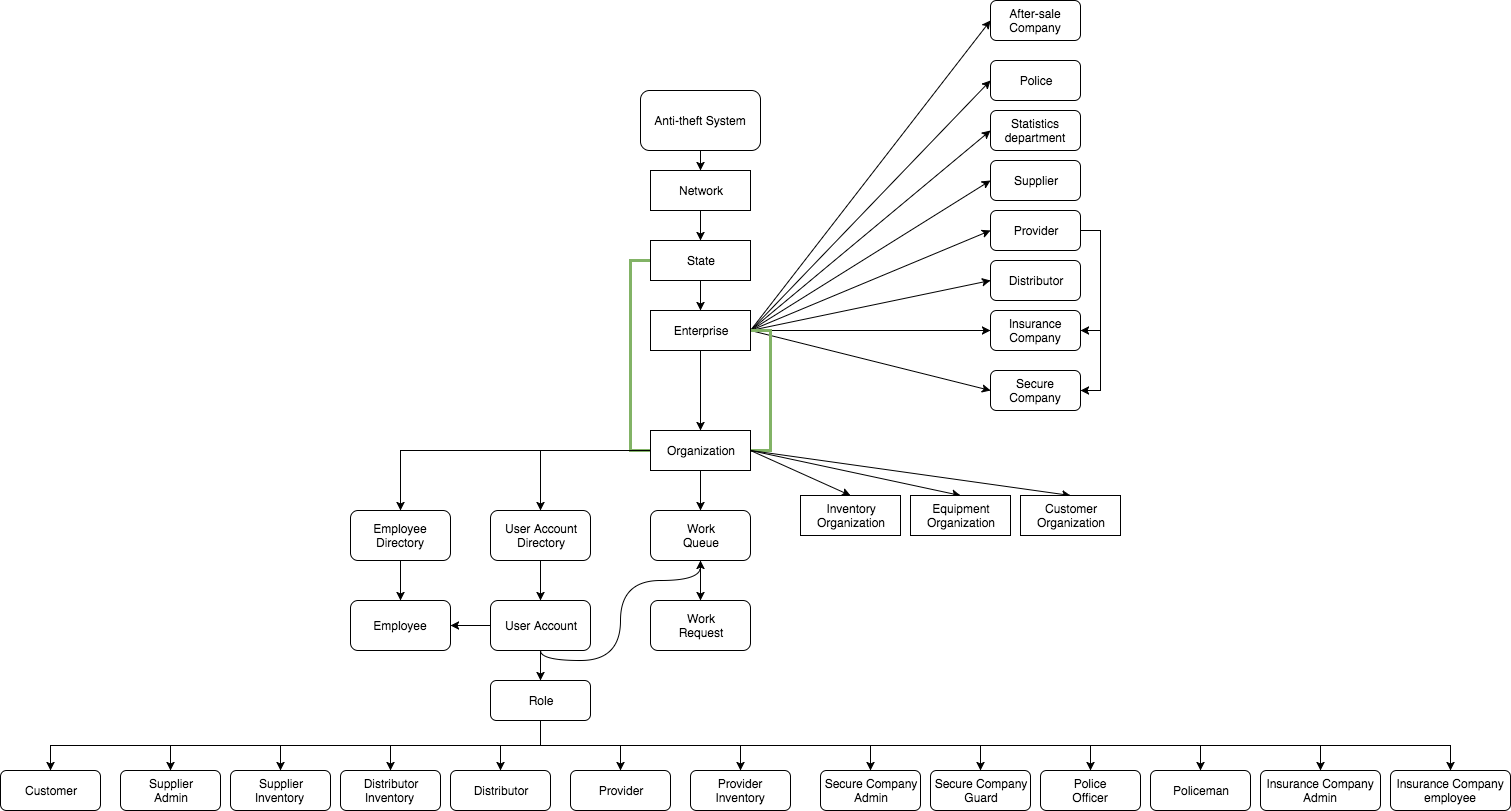 After-sale
Company
Police
Anti-theft System
Statistics
department
Supplier
Network
Provider
State
Distributor
Enterprise
Insurance
Company
Secure
Company
Organization
Inventory
Organization
Equipment
Organization
Customer
Organization
Employee
Directory
User Account
Directory
Work
Queue
Employee
User Account
Work
Request
Role
Customer
Supplier
Admin
Supplier
Inventory
Distributor
Inventory
Distributor
Provider
Provider
Inventory
Secure Company
Admin
Secure Company
Guard
Police
Officer
Policeman
Insurance Company
Admin
Insurance Company
employee